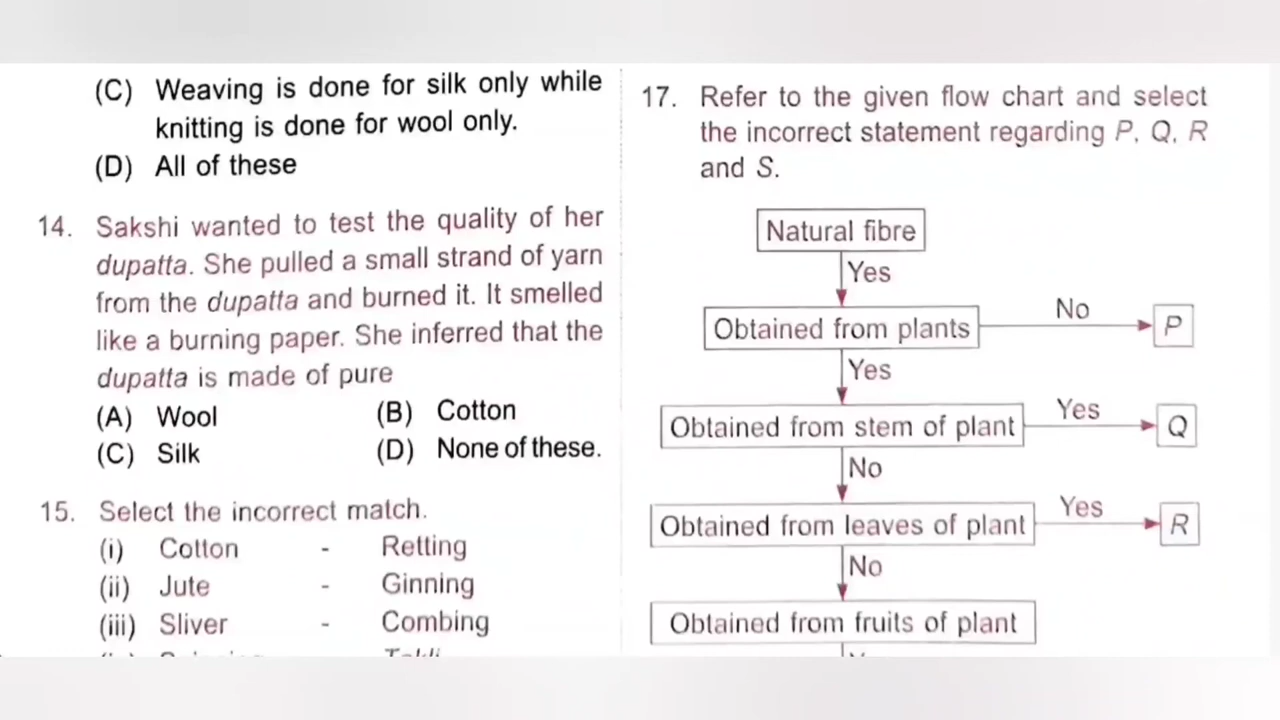 (C) Weaving is done for silk only while
knitting is done for wool only.
(D) All of these
14. Sakshi wanted to test the quality of her
dupatta. She pulled a small strand of yarn
from the dupatta and burned it. It smelled
like a burning paper. She inferred that the
dupatta is made of pure
(A) Wool (B) Cotton
(C) Silk (D) None of these.
15. Select the incorrect match.
(i) Cotton - Retting
(ii) Jute - Ginning
(iii) Sliver - Combing
17. Refer to the given flow chart and select
the incorrect statement regarding P, Q, R
and S.
Natural fibre
Yes
Obtained from plants No P
Yes
Obtained from stem of plant Yes Q
No
Obtained from leaves of plant Yes R
No
Obtained from fruits of plant